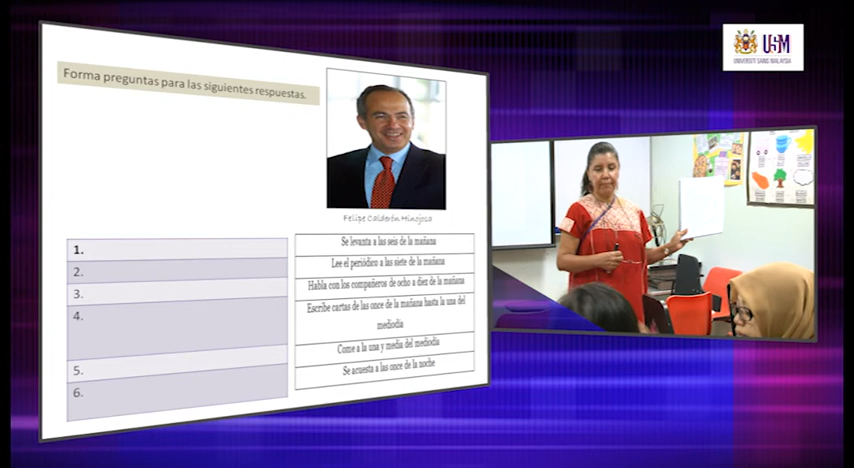 USM
UNIVERSITI SAINS MALAYSIA
Forma preguntas para las siguientes respuestas.
Felipe Calderón Hinojosa
1.
2.
3.
4.
5.
6.
Se levanta a las seis de la mañana
Lee el periódico a las siete de la mañana
Habla con los compañeros de ocho a diez de la mañana
Escribe cartas de las once de la mañana hasta la una del
mediodía
Come a la una y media del mediodía
Se acuesta a las once de la noche